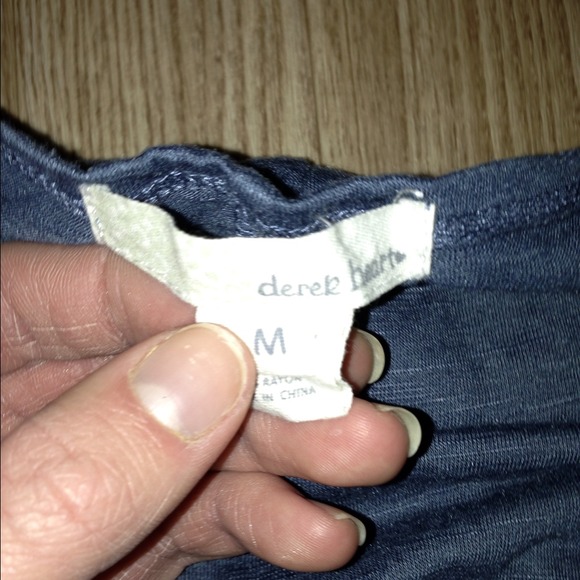 derek heart
M
RAYON
IN CHINA